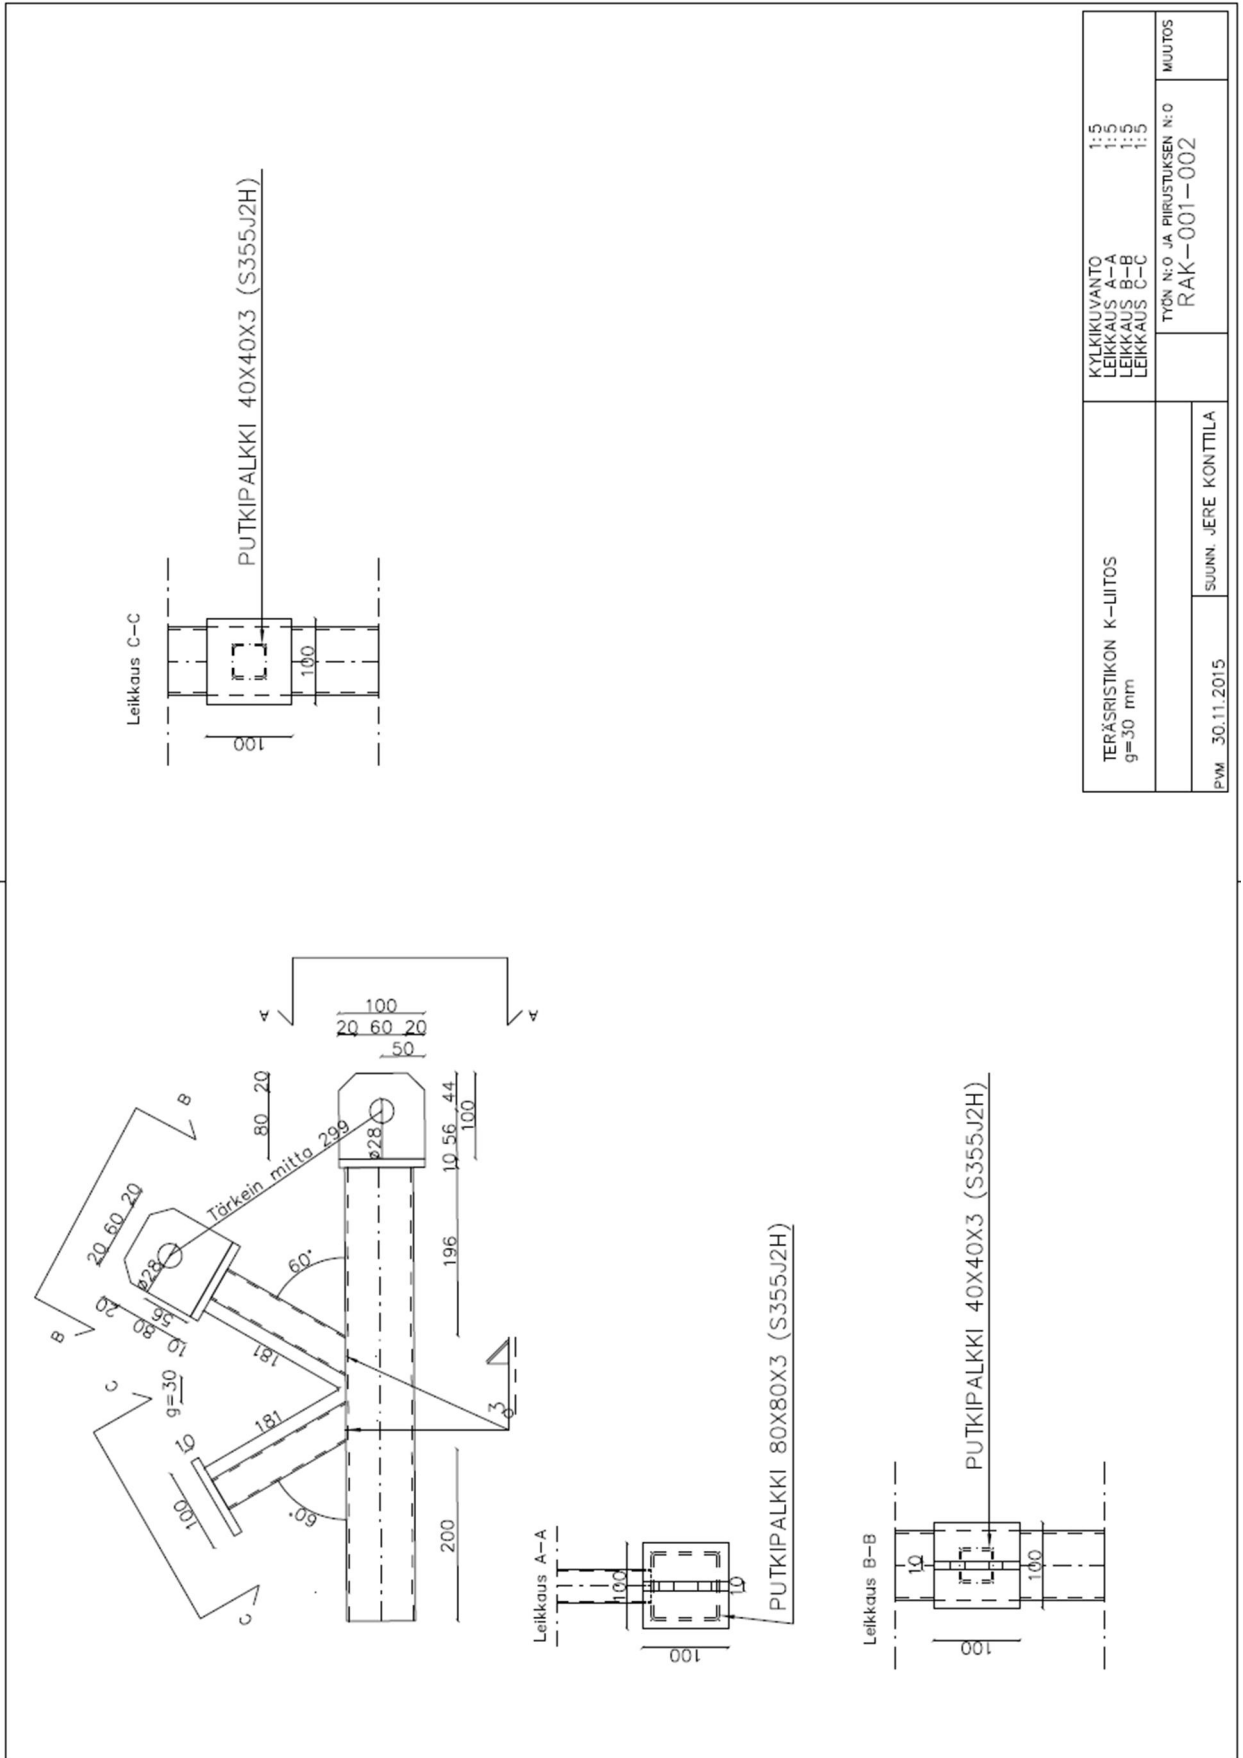 Leikkaus C-C
PUTKIPALKKI 40X40X3 (S355J2H)
100
100
B
B
C
C
A
A
20 60 20
ø28
56
20
80
10
181
g=30
181
10
100
60°
60°
Tärkein mitta 299
ø28
80 20
100
20 60 20
50
10 56 44
100
196
200
3
Leikkaus A-A
100
100
10
PUTKIPALKKI 80X80X3 (S355J2H)
Leikkaus B-B
10
100
100
PUTKIPALKKI 40X40X3 (S355J2H)
TERÄSRISTIKON K-LIITOS
g=30 mm
KYLKIKUVANTO 1:5
LEIKKAUS A-A 1:5
LEIKKAUS B-B 1:5
LEIKKAUS C-C 1:5
TYÖN N:O JA PIIRUSTUKSEN N:O
RAK-001-002
MUUTOS
PVM 30.11.2015
SUUNN. JERE KONTTILA